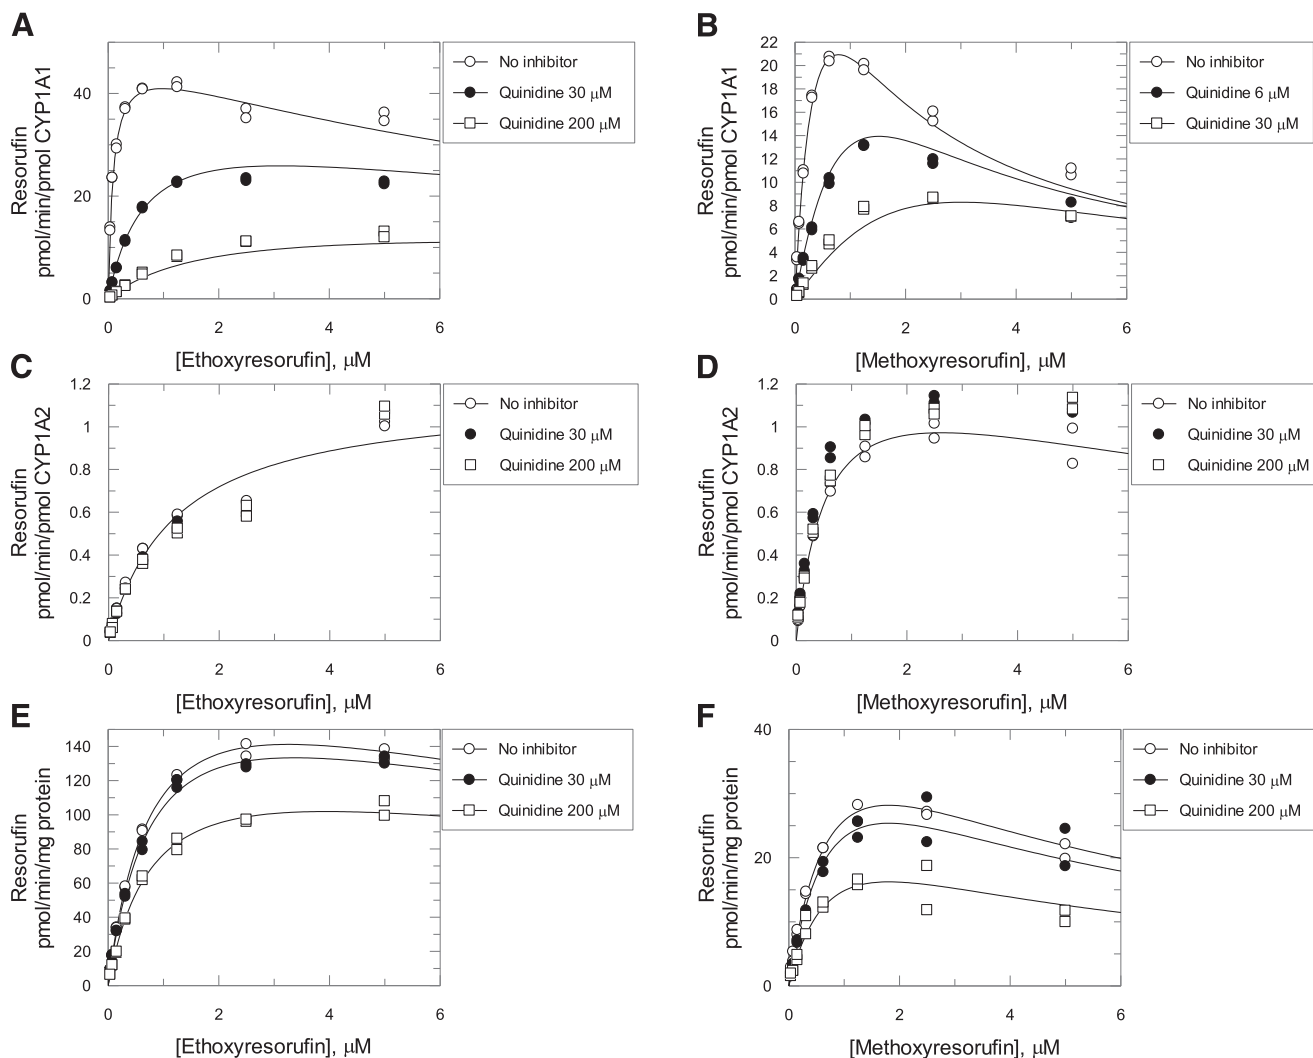 A
Resorufin
pmol/min/pmol CYP1A1
40
20
0
0 2 4 6
[Ethoxyresorufin], μM
No inhibitor
Quinidine 30 μM
Quinidine 200 μM
B
Resorufin
pmol/min/pmol CYP1A1
22
20
18
16
14
12
10
8
6
4
2
0
0 2 4 6
[Methoxyresorufin], μM
No inhibitor
Quinidine 6 μM
Quinidine 30 μM
C
Resorufin
pmol/min/pmol CYP1A2
1.2
1
0.8
0.6
0.4
0.2
0
0 2 4 6
[Ethoxyresorufin], μM
No inhibitor
Quinidine 30 μM
Quinidine 200 μM
D
Resorufin
pmol/min/pmol CYP1A2
1.2
1
0.8
0.6
0.4
0.2
0
0 2 4 6
[Methoxyresorufin], μM
No inhibitor
Quinidine 30 μM
Quinidine 200 μM
E
Resorufin
pmol/min/mg protein
140
120
100
80
60
40
20
0
0 2 4 6
[Ethoxyresorufin], μM
No inhibitor
Quinidine 30 μM
Quinidine 200 μM
F
Resorufin
pmol/min/mg protein
40
20
0
0 2 4 6
[Methoxyresorufin], μM
No inhibitor
Quinidine 30 μM
Quinidine 200 μM